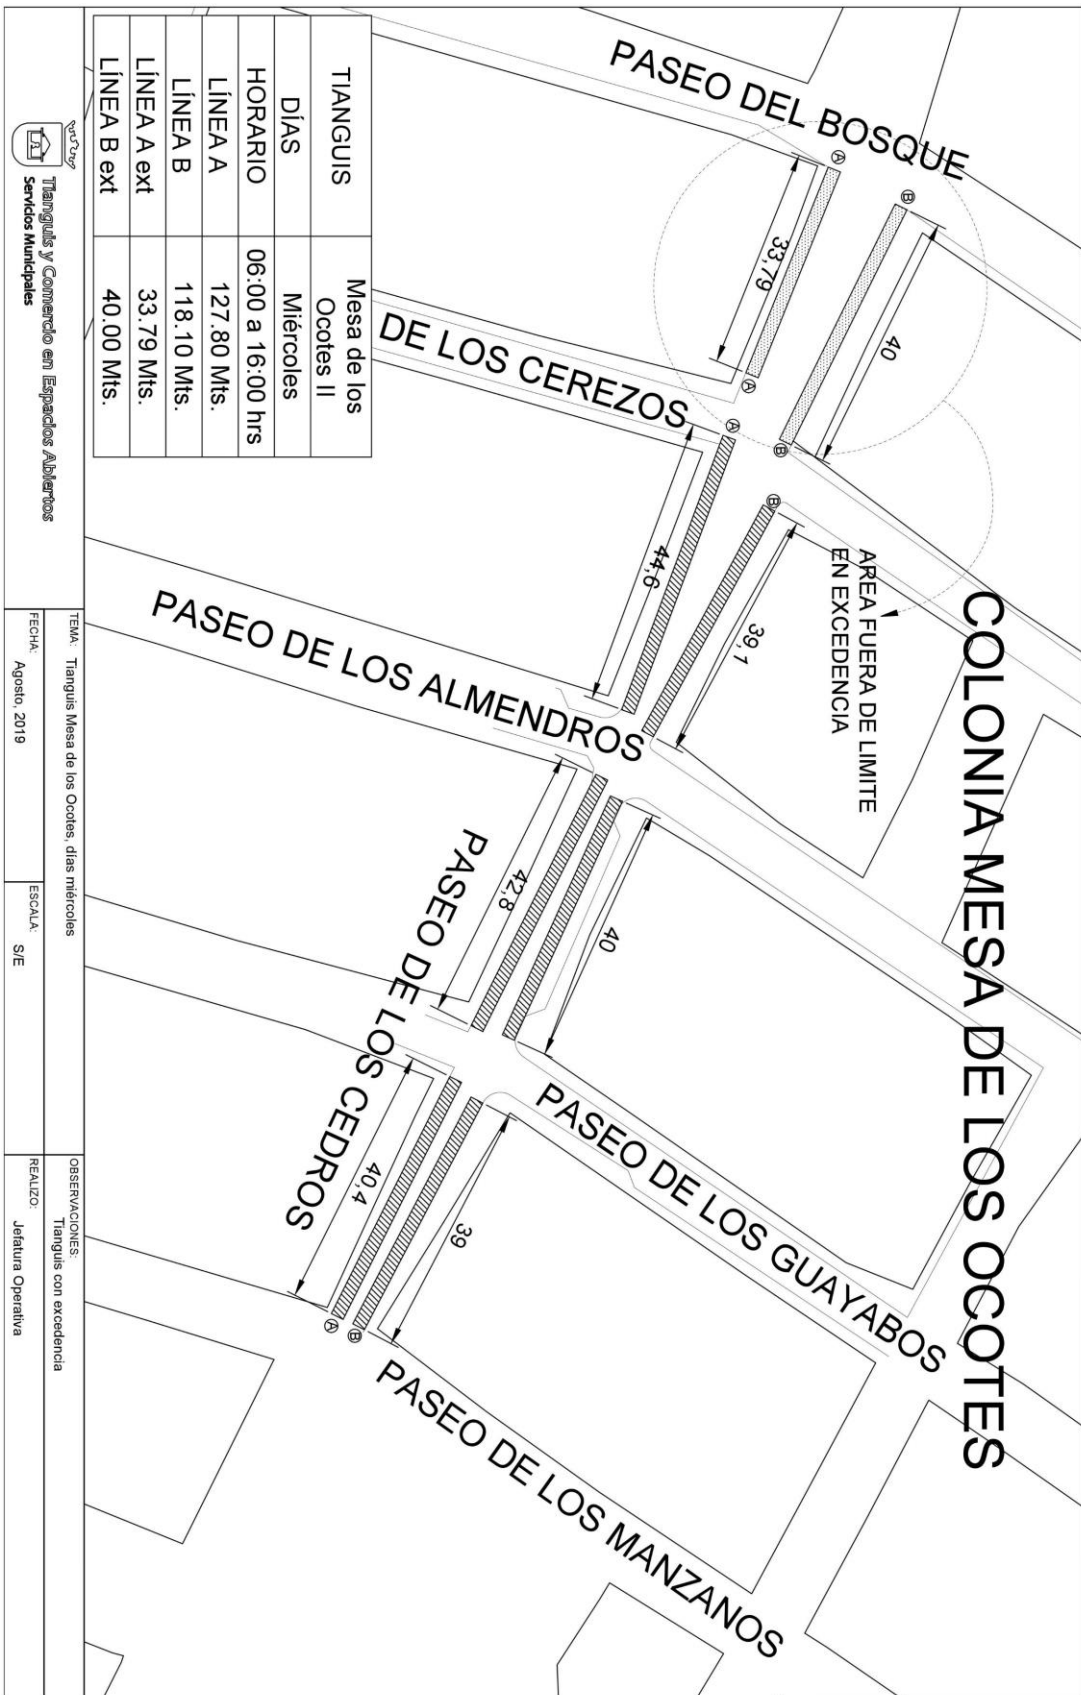 COLONIA MESA DE LOS OCOTES
PASEO DEL BOSQUE
DE LOS CEREZOS
PASEO DE LOS ALMENDROS
PASEO DE LOS CEDROS
PASEO DE LOS GUAYABOS
PASEO DE LOS MANZANOS
AREA FUERA DE LIMITE
EN EXCEDENCIA
A
B
33,79
40
A
B
A
B
44,6
39,1
42,8
40
40,4
39
A
B
TIANGUIS Mesa de los
Ocotes II
DÍAS Miércoles
HORARIO 06:00 a 16:00 hrs
LÍNEA A 127.80 Mts.
LÍNEA B 118.10 Mts.
LÍNEA A ext 33.79 Mts.
LÍNEA B ext 40.00 Mts.
Tianguis y Comercio en Espacios Abiertos
Servicios Municipales
TEMA: Tianguis Mesa de los Ocotes, días miércoles
FECHA: Agosto, 2019
ESCALA: S/E
OBSERVACIONES:
Tianguis con excedencia
REALIZO: Jefatura Operativa